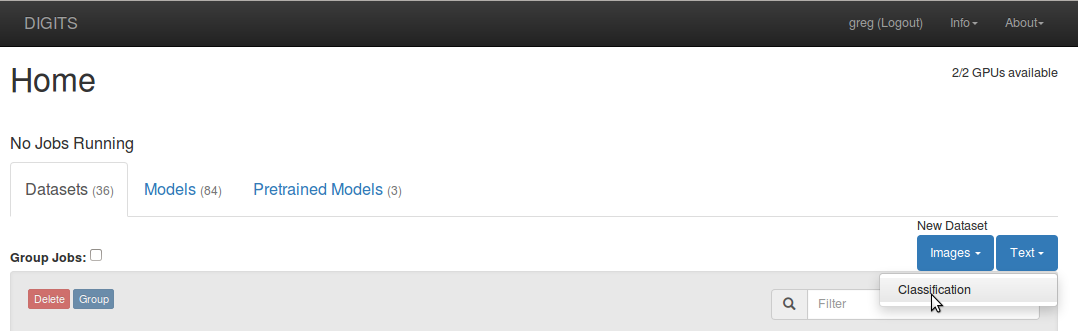 DIGITS greg (Logout) Info About
Home 2/2 GPUs available
No Jobs Running
Datasets (36) Models (84) Pretrained Models (3)
New Dataset
Group Jobs: Images Text
Classification
Delete Group Filter